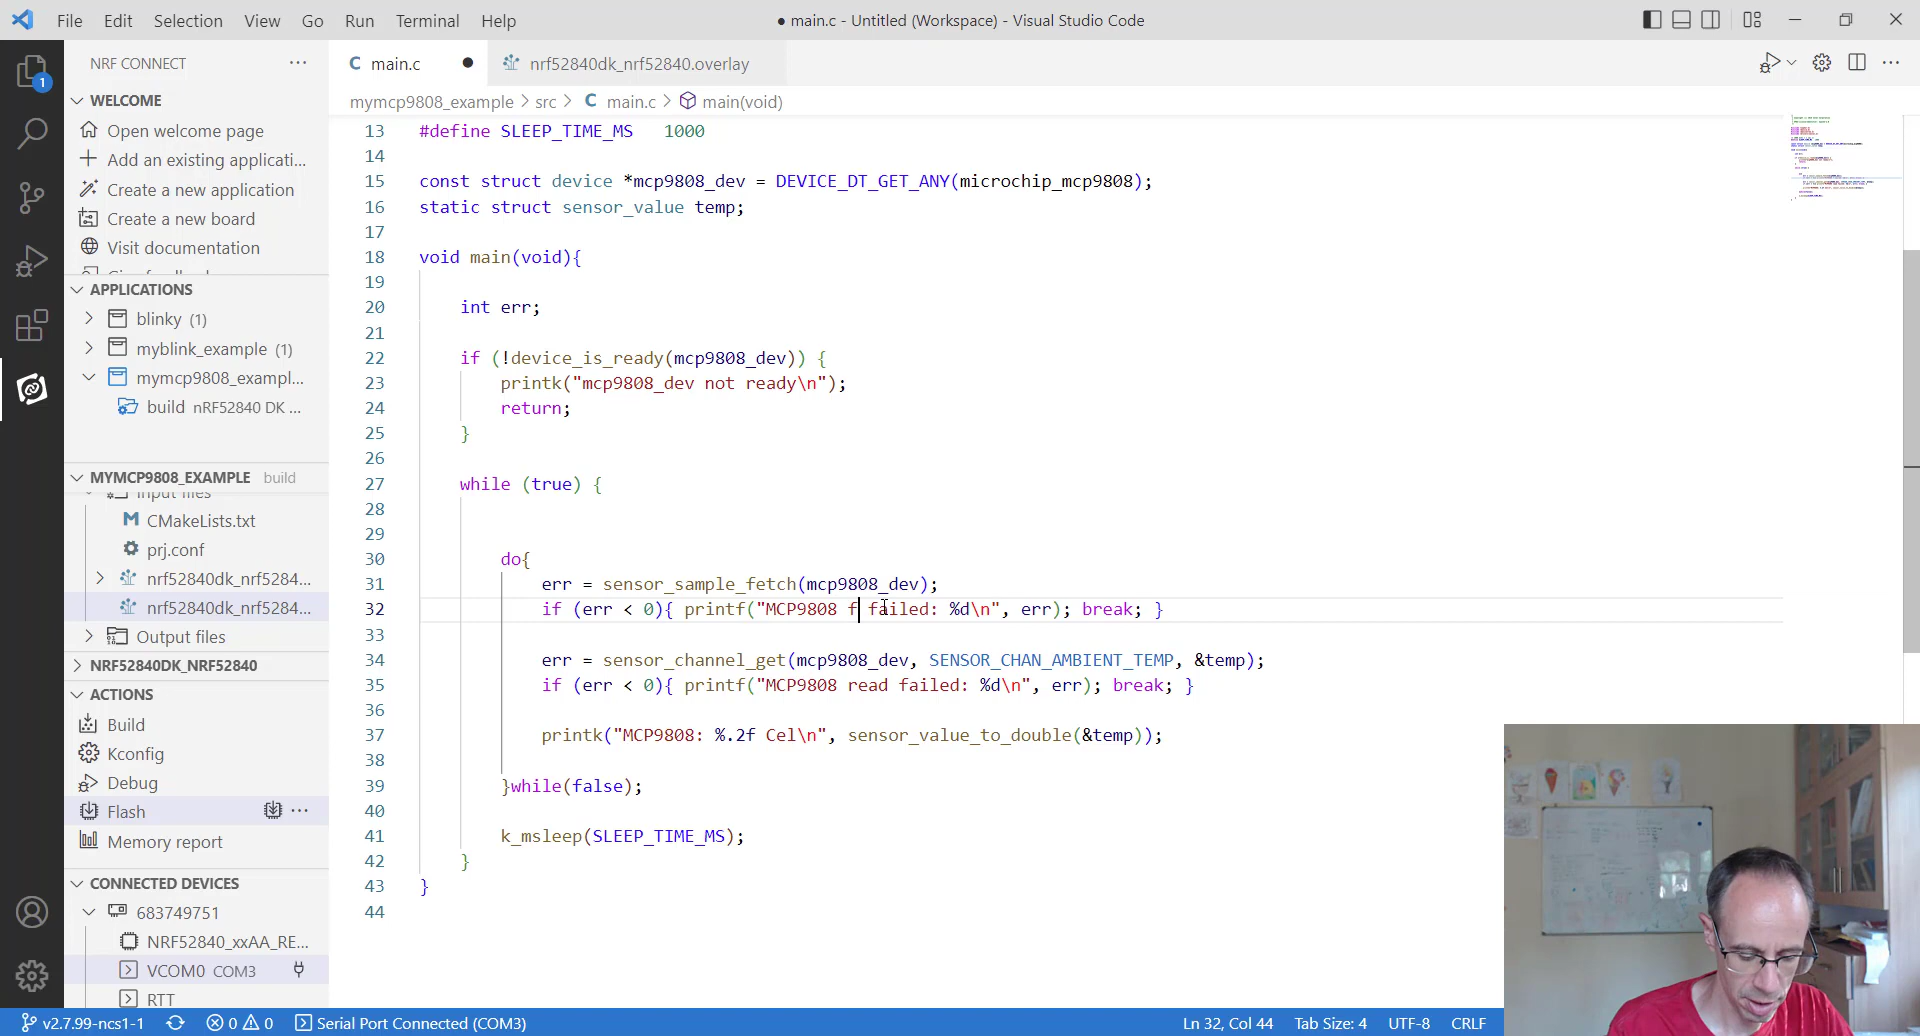 File Edit Selection View Go Run Terminal Help
● main.c - Untitled (Workspace) - Visual Studio Code
NRF CONNECT
C main.c ●
nrf52840dk_nrf52840.overlay
mymcp9808_example > src > C main.c > main(void)
1
WELCOME
Open welcome page
Add an existing applicati...
Create a new application
Create a new board
Visit documentation
APPLICATIONS
blinky (1)
myblink_example (1)
mymcp9808_exampl...
build nRF52840 DK ...
MYMCP9808_EXAMPLE build
Input files
CMakeLists.txt
prj.conf
nrf52840dk_nrf5284...
nrf52840dk_nrf5284...
Output files
NRF52840DK_NRF52840
ACTIONS
Build
Kconfig
Debug
Flash
Memory report
CONNECTED DEVICES
683749751
NRF52840_xxAA_RE...
VCOM0 COM3
RTT
13 #define SLEEP_TIME_MS   1000
14
15 const struct device *mcp9808_dev = DEVICE_DT_GET_ANY(microchip_mcp9808);
16 static struct sensor_value temp;
17
18 void main(void){
19
20     int err;
21
22     if (!device_is_ready(mcp9808_dev)) {
23         printk("mcp9808_dev not ready\n");
24         return;
25     }
26
27     while (true) {
28
29
30         do{
31             err = sensor_sample_fetch(mcp9808_dev);
32             if (err < 0){ printf("MCP9808 f failed: %d\n", err); break; }
33
34             err = sensor_channel_get(mcp9808_dev, SENSOR_CHAN_AMBIENT_TEMP, &temp);
35             if (err < 0){ printf("MCP9808 read failed: %d\n", err); break; }
36
37             printk("MCP9808: %.2f Cel\n", sensor_value_to_double(&temp));
38
39         }while(false);
40
41         k_msleep(SLEEP_TIME_MS);
42     }
43 }
44
v2.7.99-ncs1-1
0 0
Serial Port Connected (COM3)
Ln 32, Col 44 Tab Size: 4 UTF-8 CRLF